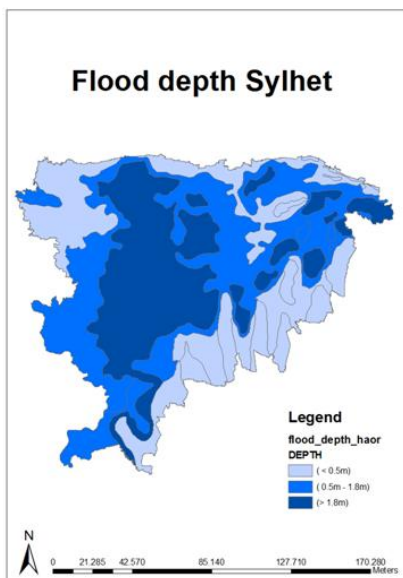 Flood depth Sylhet
Legend
flood_depth_haor
DEPTH
( < 0.5m)
( 0.5m - 1.8m)
(> 1.8m)
N
0 21.285 42.570 85.140 127.710 170.280
Meters